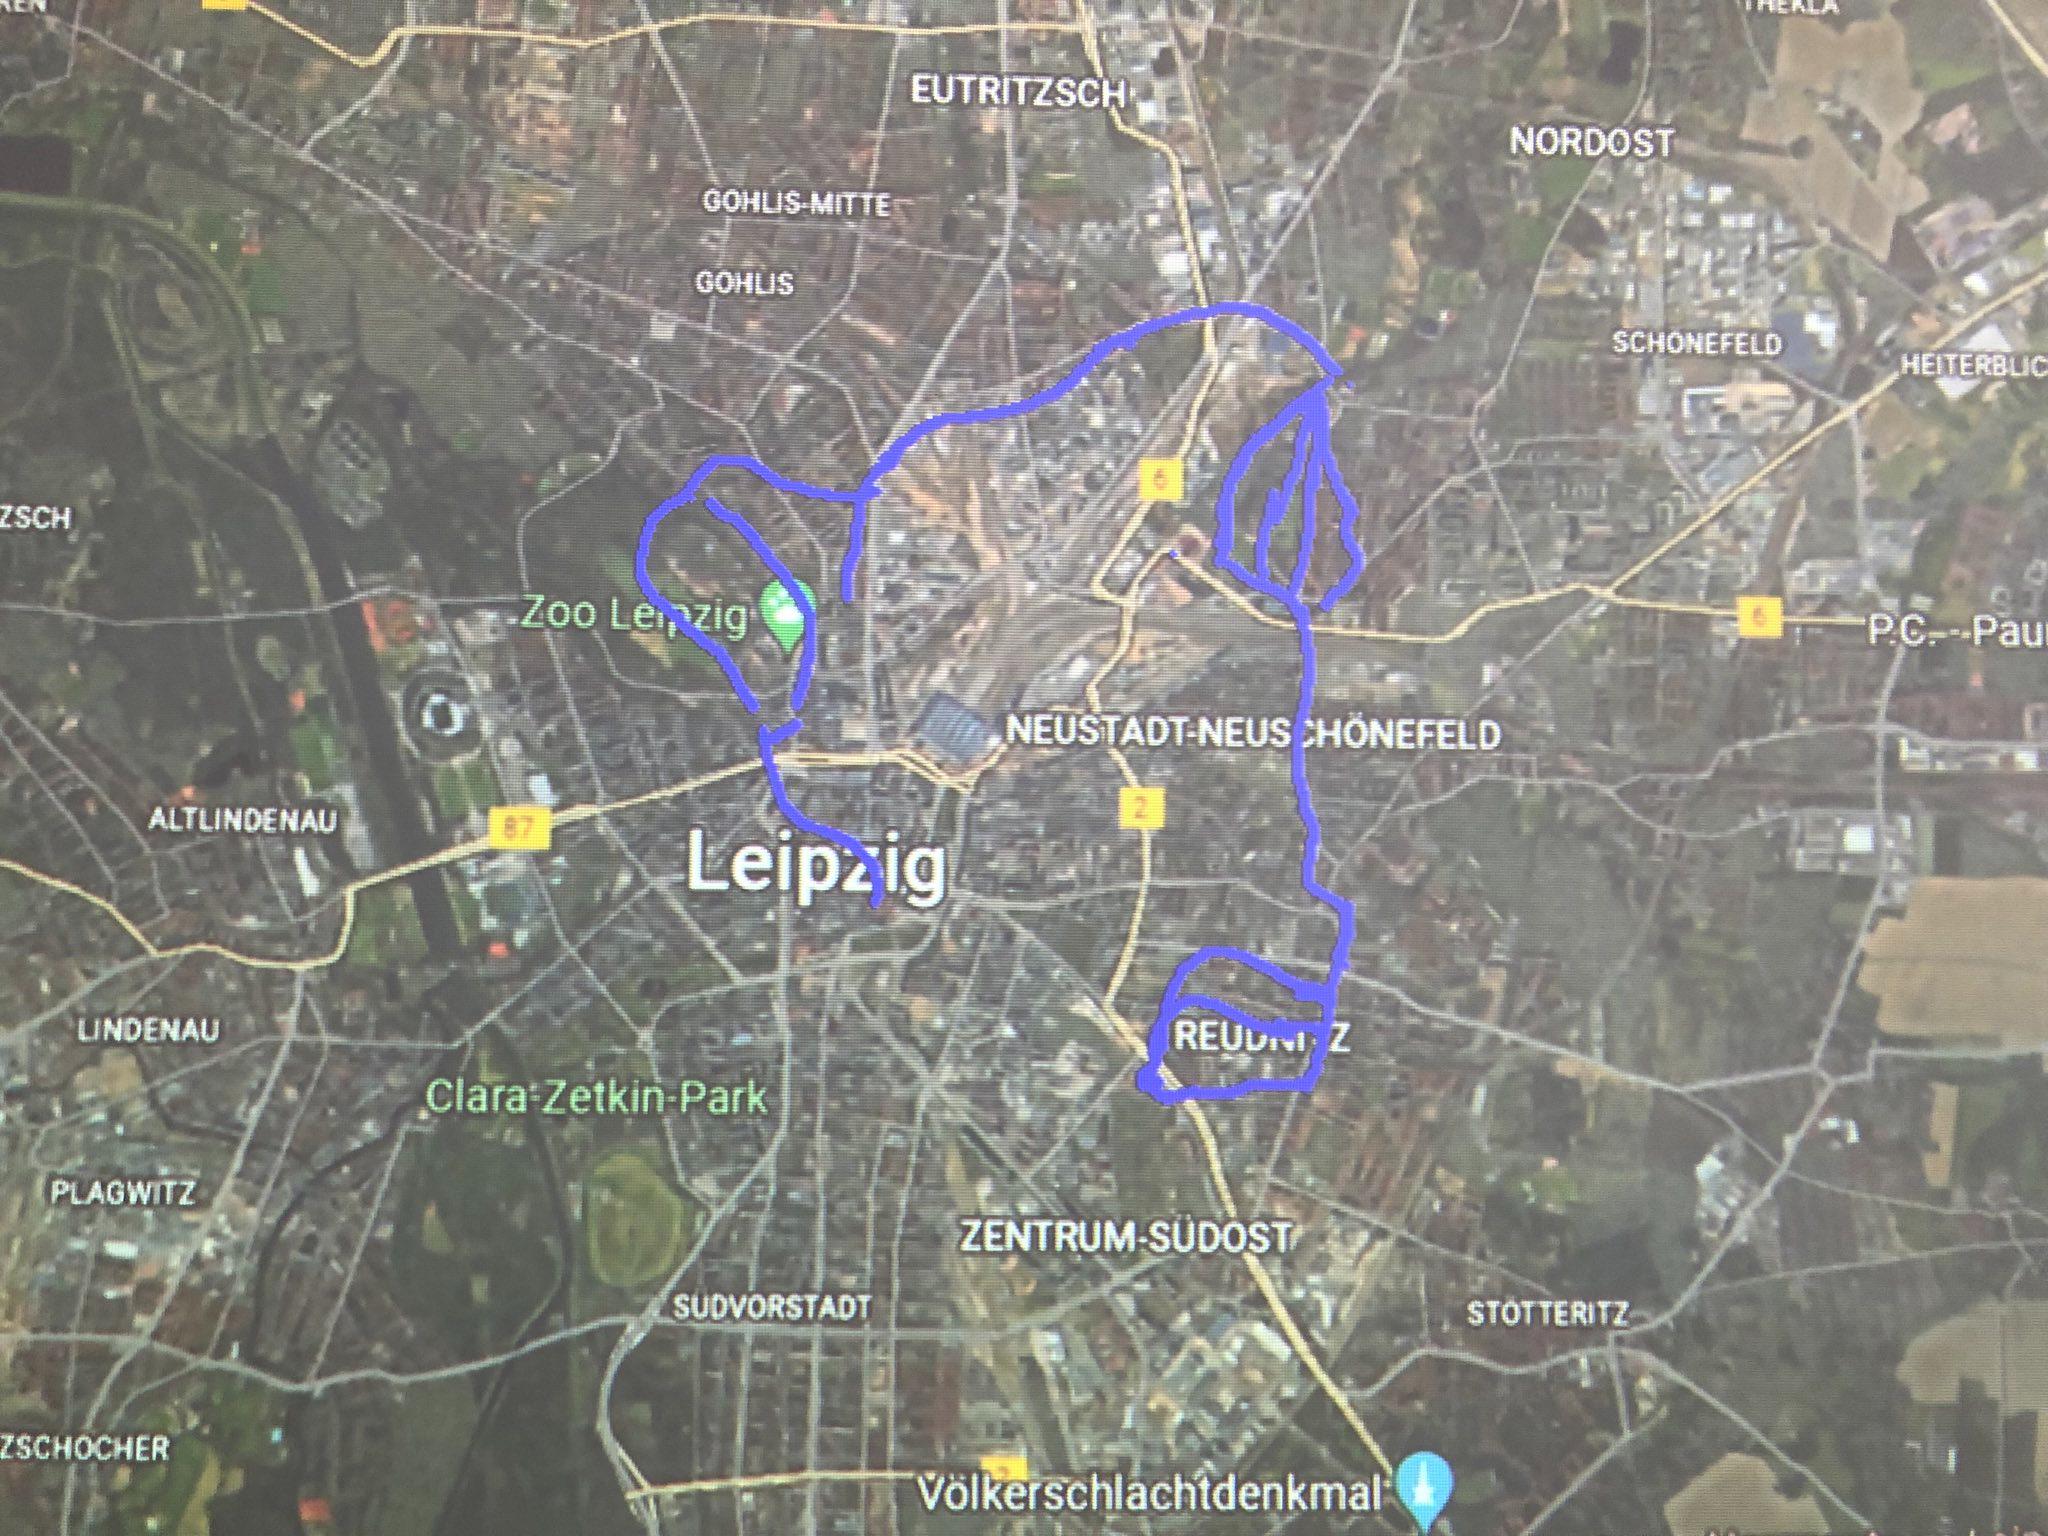 THEKLA
EUTRITZSCH
NORDOST
GOHLIS-MITTE
GOHLIS
SCHÖNEFELD
HEITERBLIC
6
ZSCH
Zoo Leipzig
6
P.C.
Pau
NEUSTADT-NEUSCHÖNEFELD
2
ALTLINDENAU
87
Leipzig
LINDENAU
REUDNITZ
Clara-Zetkin-Park
PLAGWITZ
ZENTRUM-SÜDOST
SÜDVORSTADT
STÖTTERITZ
ZSCHOCHER
2
Völkerschlachtdenkmal